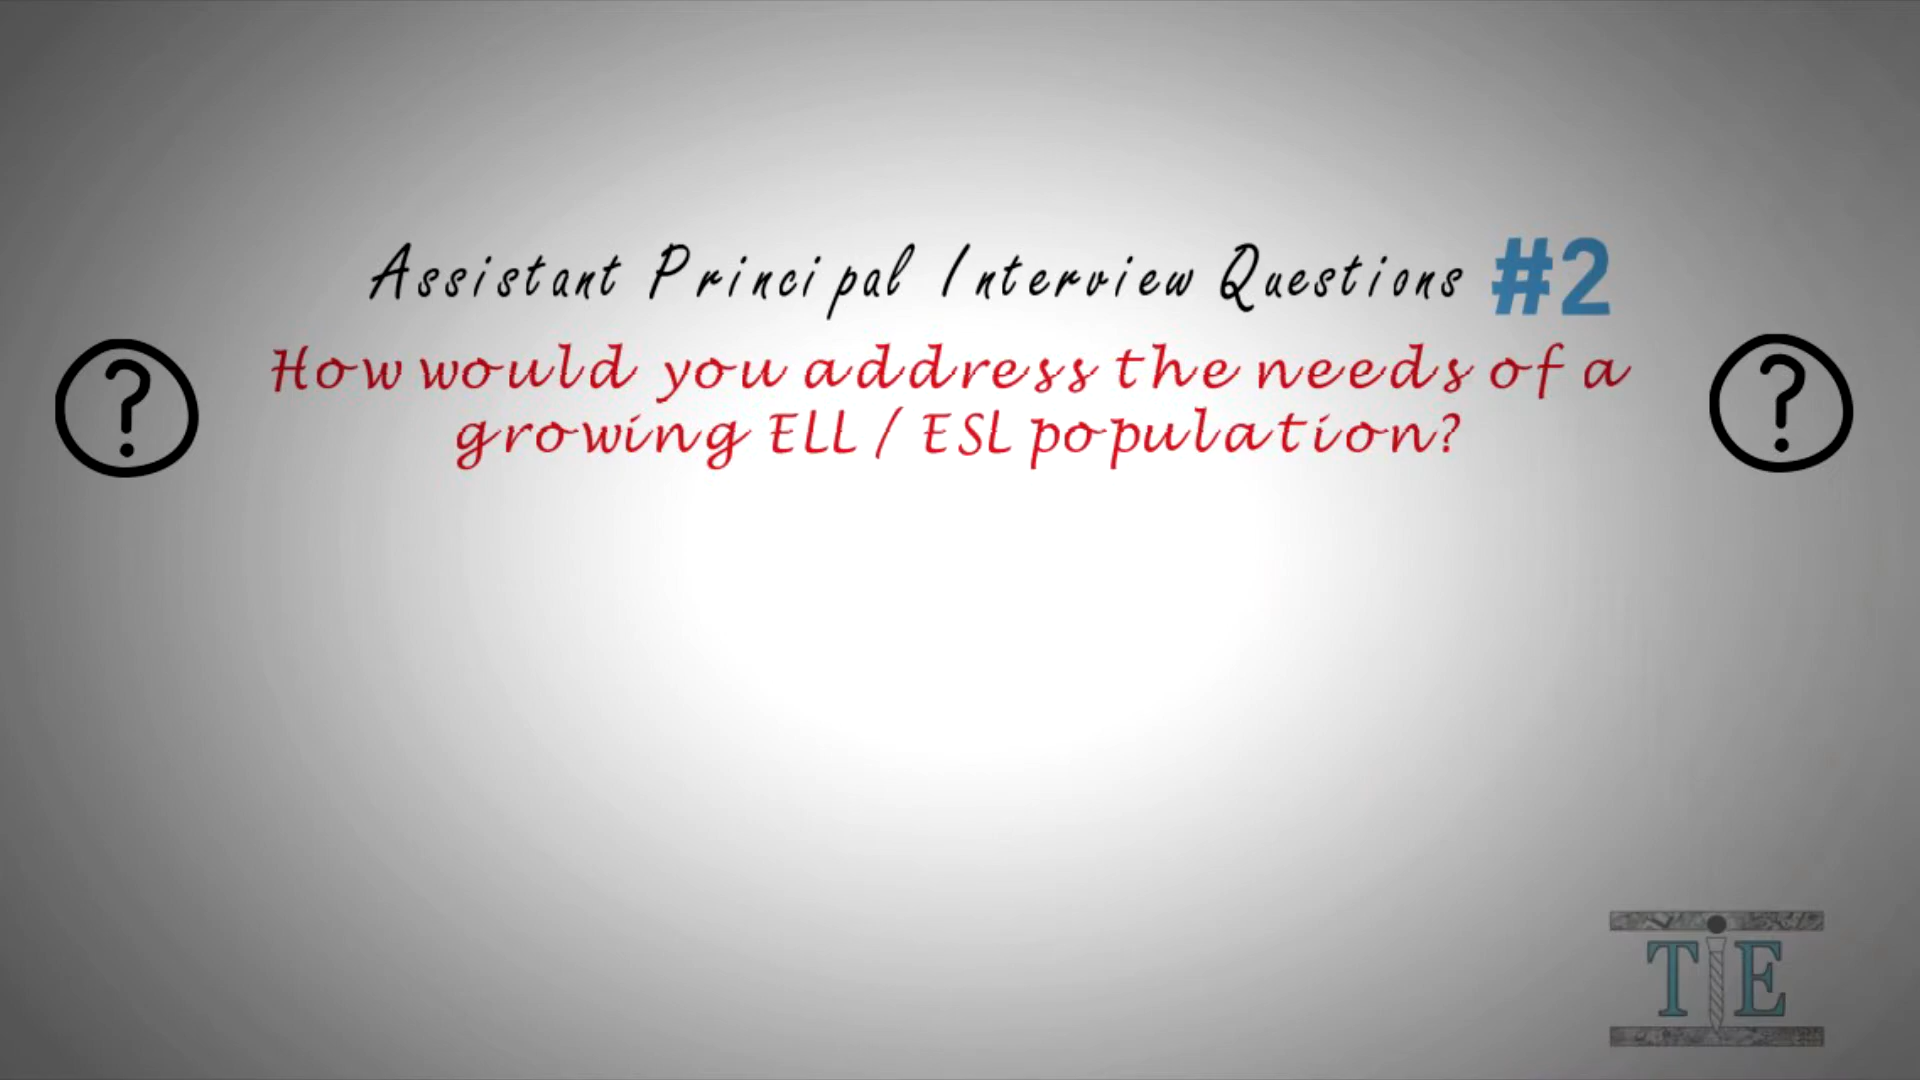 Assistant Principal Interview Questions #2
How would you address the needs of a
growing ELL / ESL population?
?
?
TiE